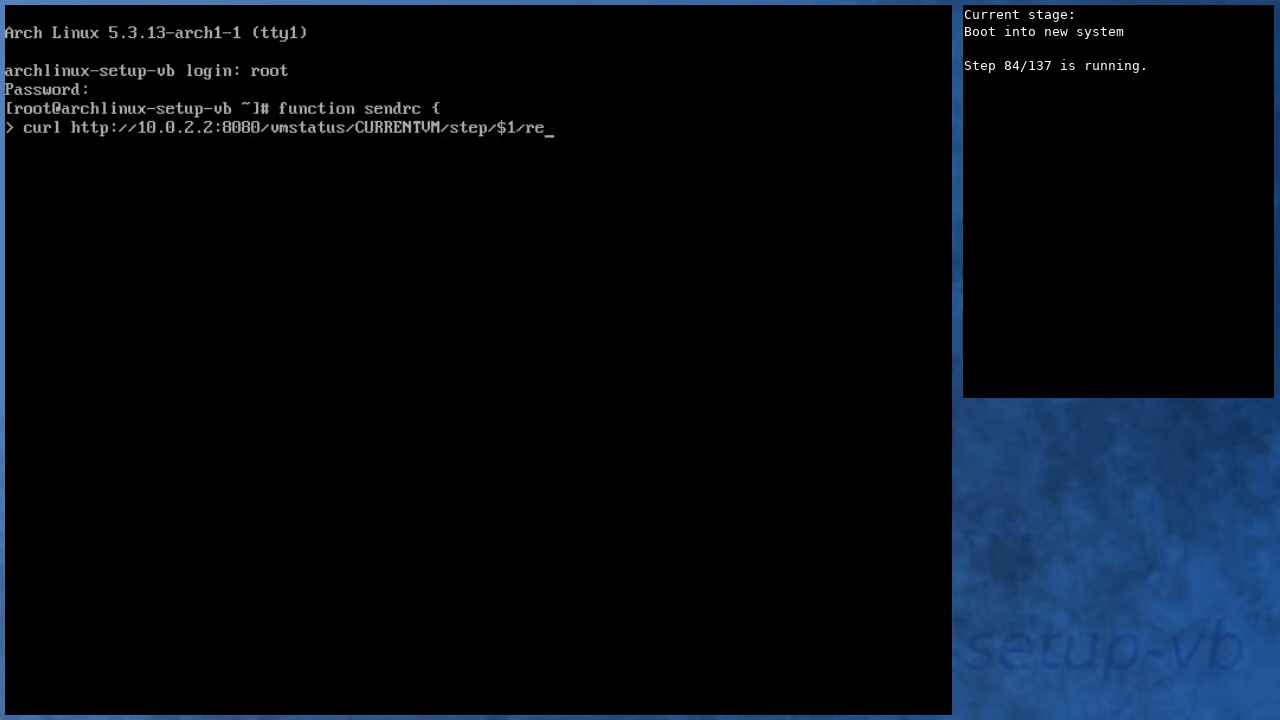 Arch Linux 5.3.13-arch1-1 (tty1)
archlinux-setup-vb login: root
Password:
[root@archlinux-setup-vb ~]# function sendrc {
> curl http://10.0.2.2:8080/vmstatus/CURRENTVM/step/$1/re_
Current stage:
Boot into new system
Step 84/137 is running.
setup-vb